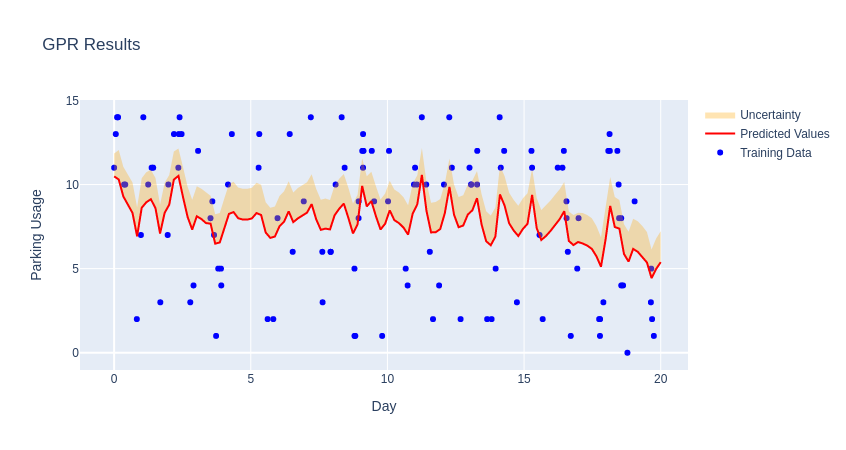 GPR Results
15
10
5
0
0
5
10
15
20
Parking Usage
Day
Uncertainty
Predicted Values
Training Data